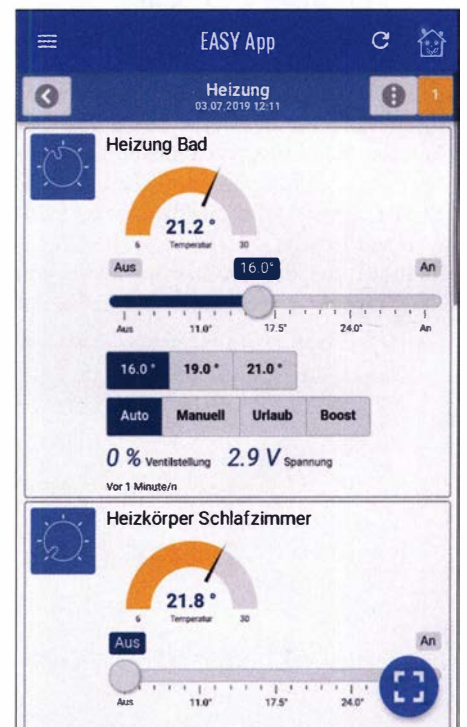 EASY App
Heizung
03.07.2019 12:11
1
Heizung Bad
21.2 °
6 Temperatur 30
Aus 16.0° An
Aus 11.0° 17.5° 24.0° An
16.0 ° 19.0 ° 21.0 °
Auto Manuell Urlaub Boost
0 % Ventilstellung 2.9 V Spannung
Vor 1 Minute/n
Heizkörper Schlafzimmer
21.8 °
6 Temperatur 30
Aus An
Aus 11.0° 17.5° 24.0°